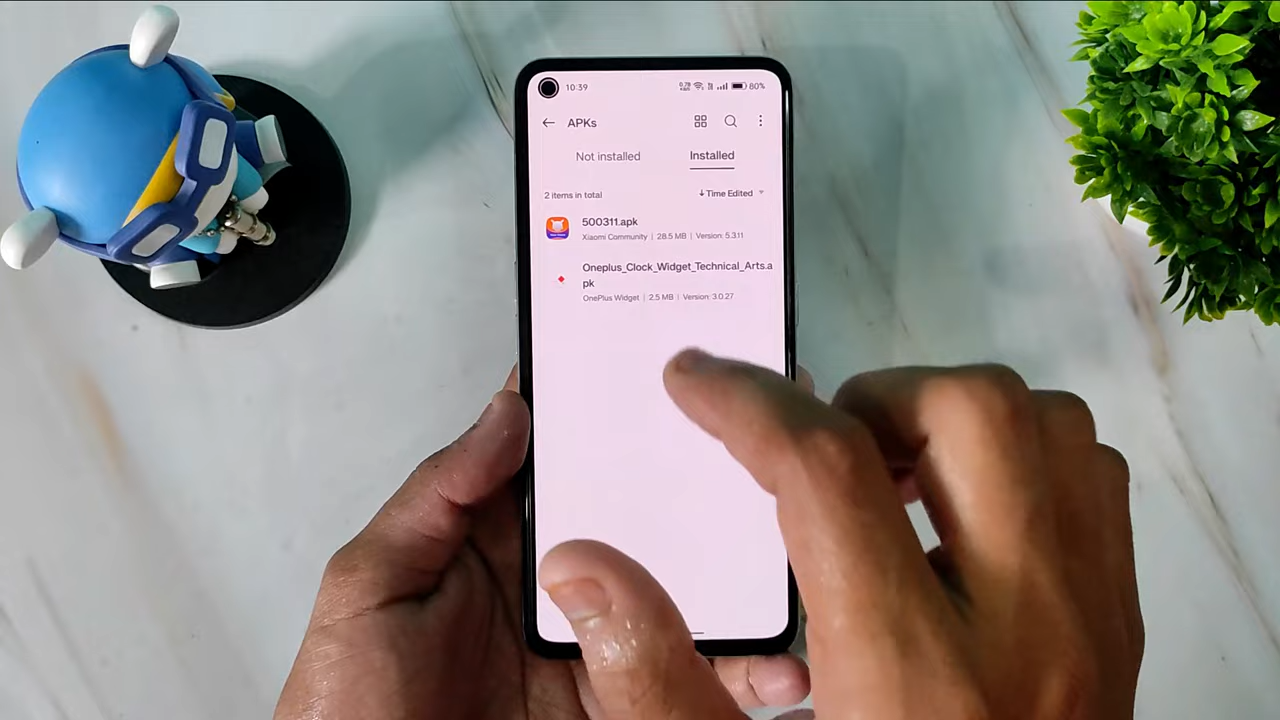 10:39
80%
APKs
Not installed
Installed
2 items in total
Time Edited
500311.apk
Xiaomi Community | 28.5 MB | Version: 5.3.11
Oneplus_Clock_Widget_Technical_Arts.a
pk
OnePlus Widget | 2.5 MB | Version: 3.0.27